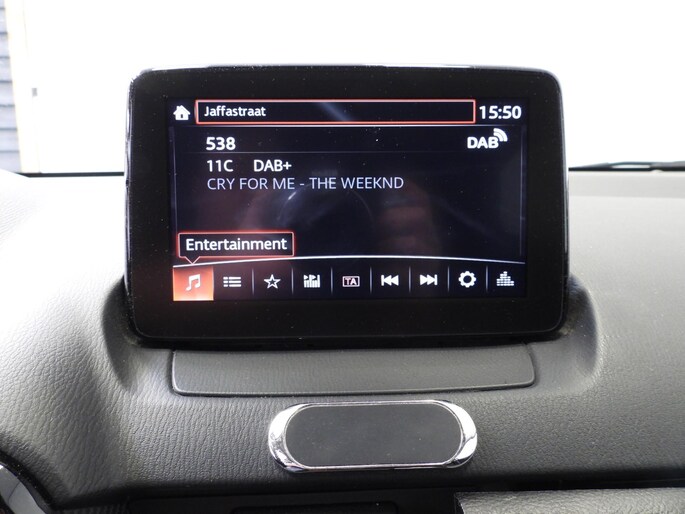 Jaffastraat 15:50
538 DAB
11C DAB+
CRY FOR ME - THE WEEKND
Entertainment
TA